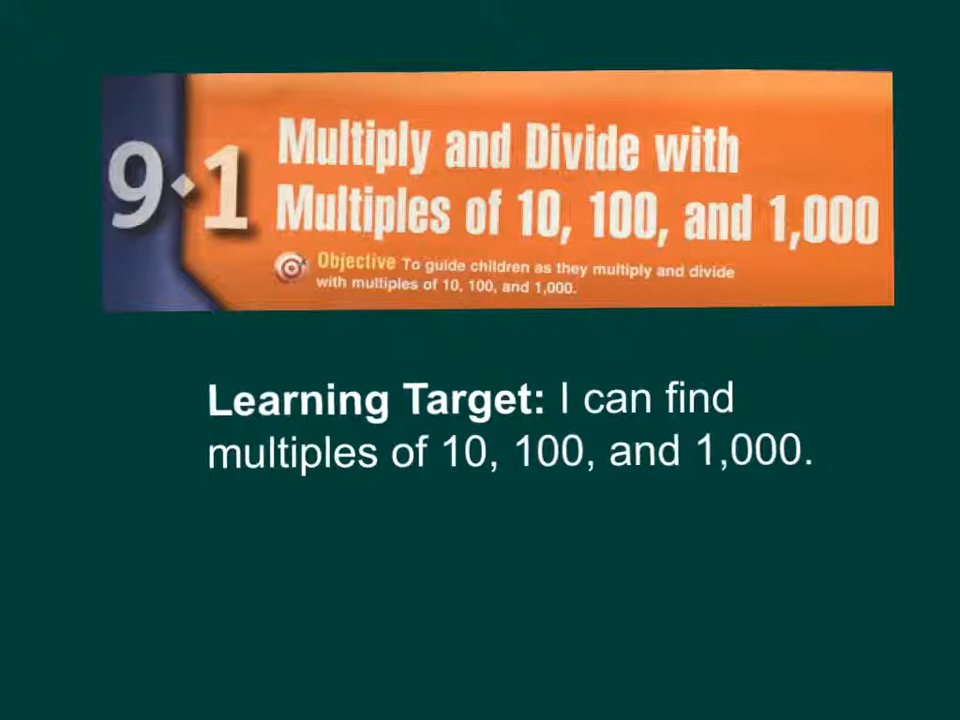 9•1
Multiply and Divide with
Multiples of 10, 100, and 1,000
Objective To guide children as they multiply and divide
with multiples of 10, 100, and 1,000.
Learning Target: I can find
multiples of 10, 100, and 1,000.